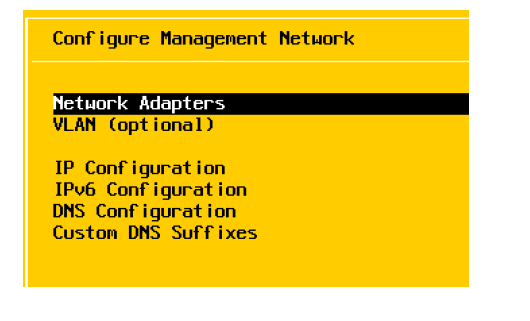 Configure Management Network
Network Adapters
VLAN (optional)
IP Configuration
IPv6 Configuration
DNS Configuration
Custom DNS Suffixes